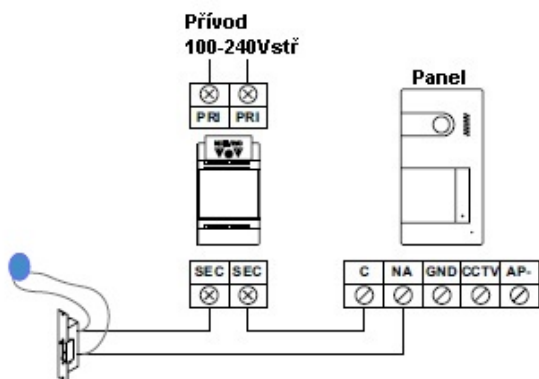 Přívod
100-240Vstř
Panel
PRI PRI
SEC SEC
C NA GND CCTV AP-